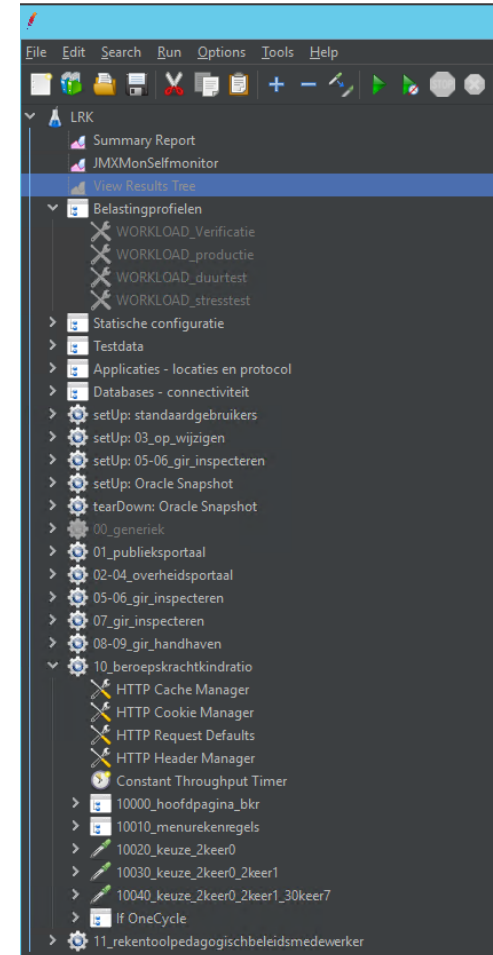 File Edit Search Run Options Tools Help
STOP
LRK
Summary Report
JMXMonSelfmonitor
View Results Tree
Belastingprofielen
WORKLOAD_Verificatie
WORKLOAD_productie
WORKLOAD_duurtest
WORKLOAD_stresstest
Statische configuratie
Testdata
Applicaties - locaties en protocol
Databases - connectiviteit
setUp: standaardgebruikers
setUp: 03_op_wijzigen
setUp: 05-06_gir_inspecteren
setUp: Oracle Snapshot
tearDown: Oracle Snapshot
00_generiek
01_publieksportaal
02-04_overheidsportaal
05-06_gir_inspecteren
07_gir_inspecteren
08-09_gir_handhaven
10_beroepskrachtkindratio
HTTP Cache Manager
HTTP Cookie Manager
HTTP Request Defaults
HTTP Header Manager
Constant Throughput Timer
10000_hoofdpagina_bkr
10010_menurekenregels
10020_keuze_2keer0
10030_keuze_2keer0_2keer1
10040_keuze_2keer0_2keer1_30keer7
If OneCycle
11_rekentoolpedagogischbeleidsmedewerker